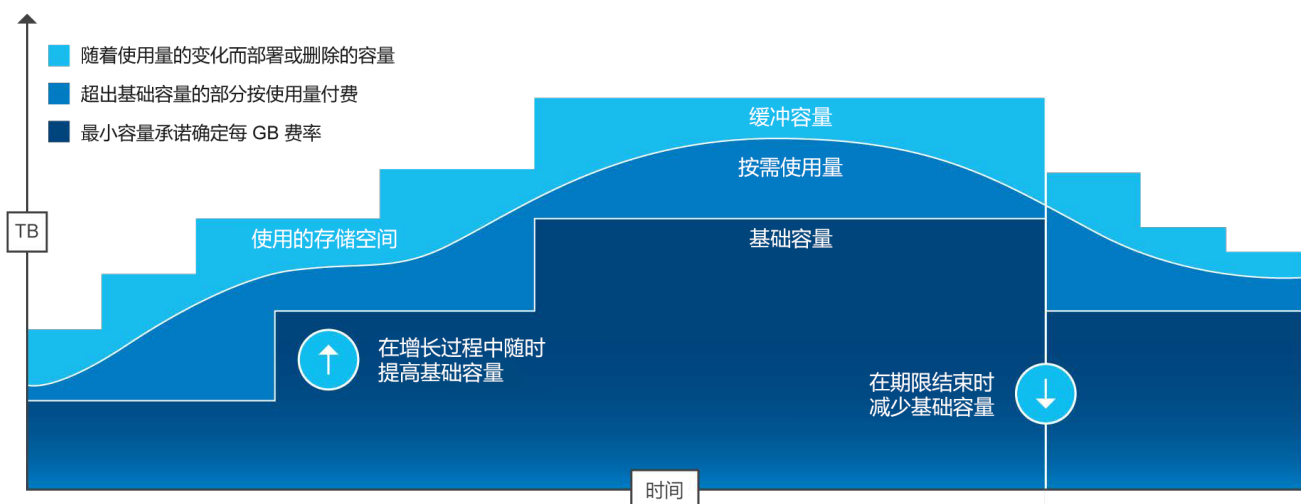 随着使用量的变化而部署或删除的容量
超出基础容量的部分按使用量付费
最小容量承诺确定每 GB 费率
缓冲容量
按需使用量
TB
使用的存储空间
基础容量
在增长过程中随时
提高基础容量
在期限结束时
减少基础容量
时间